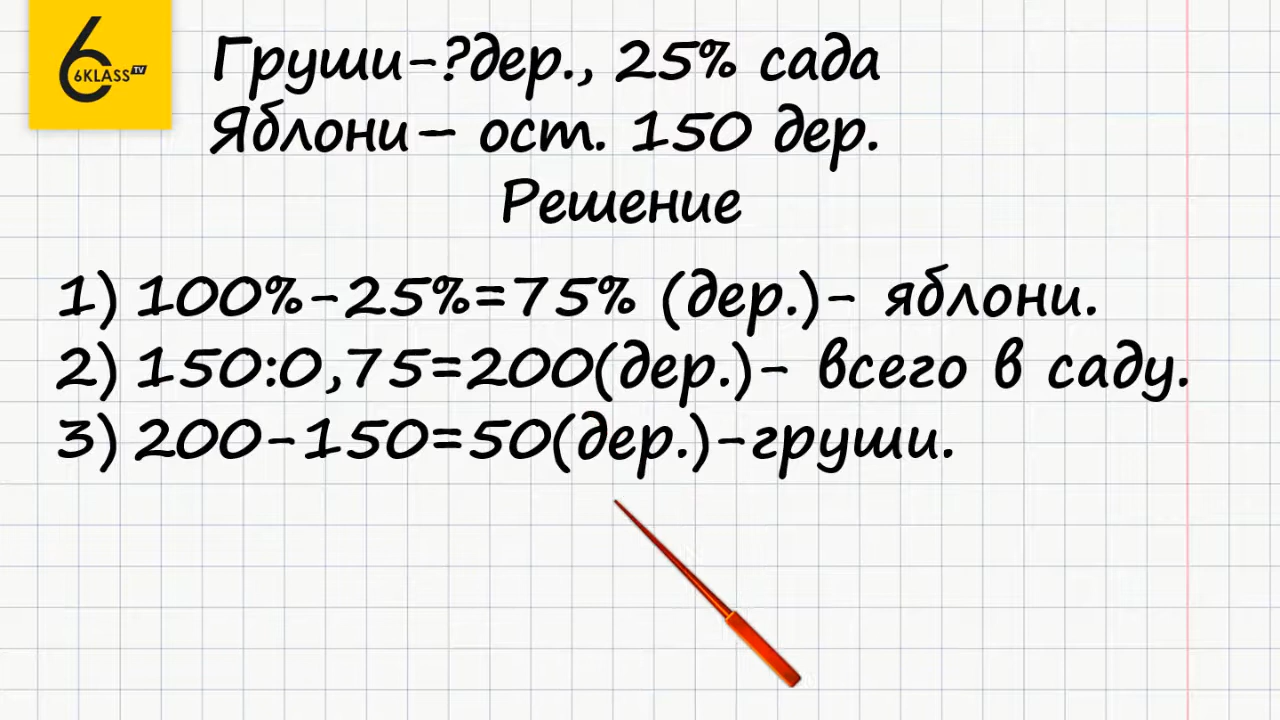 6KLASS TV
Груши-?дер., 25% сада
Яблони– ост. 150 дер.
Решение
1) 100%-25%=75% (дер.)- яблони.
2) 150:0,75=200(дер.)- всего в саду.
3) 200-150=50(дер.)-груши.